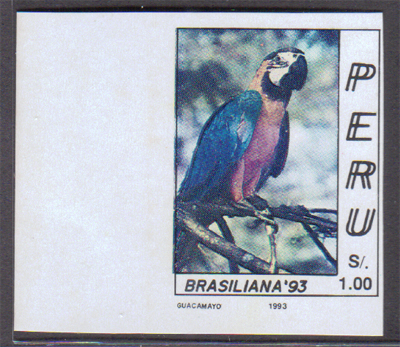 PERU
S/.
1.00
BRASILIANA'93
GUACAMAYO 1993